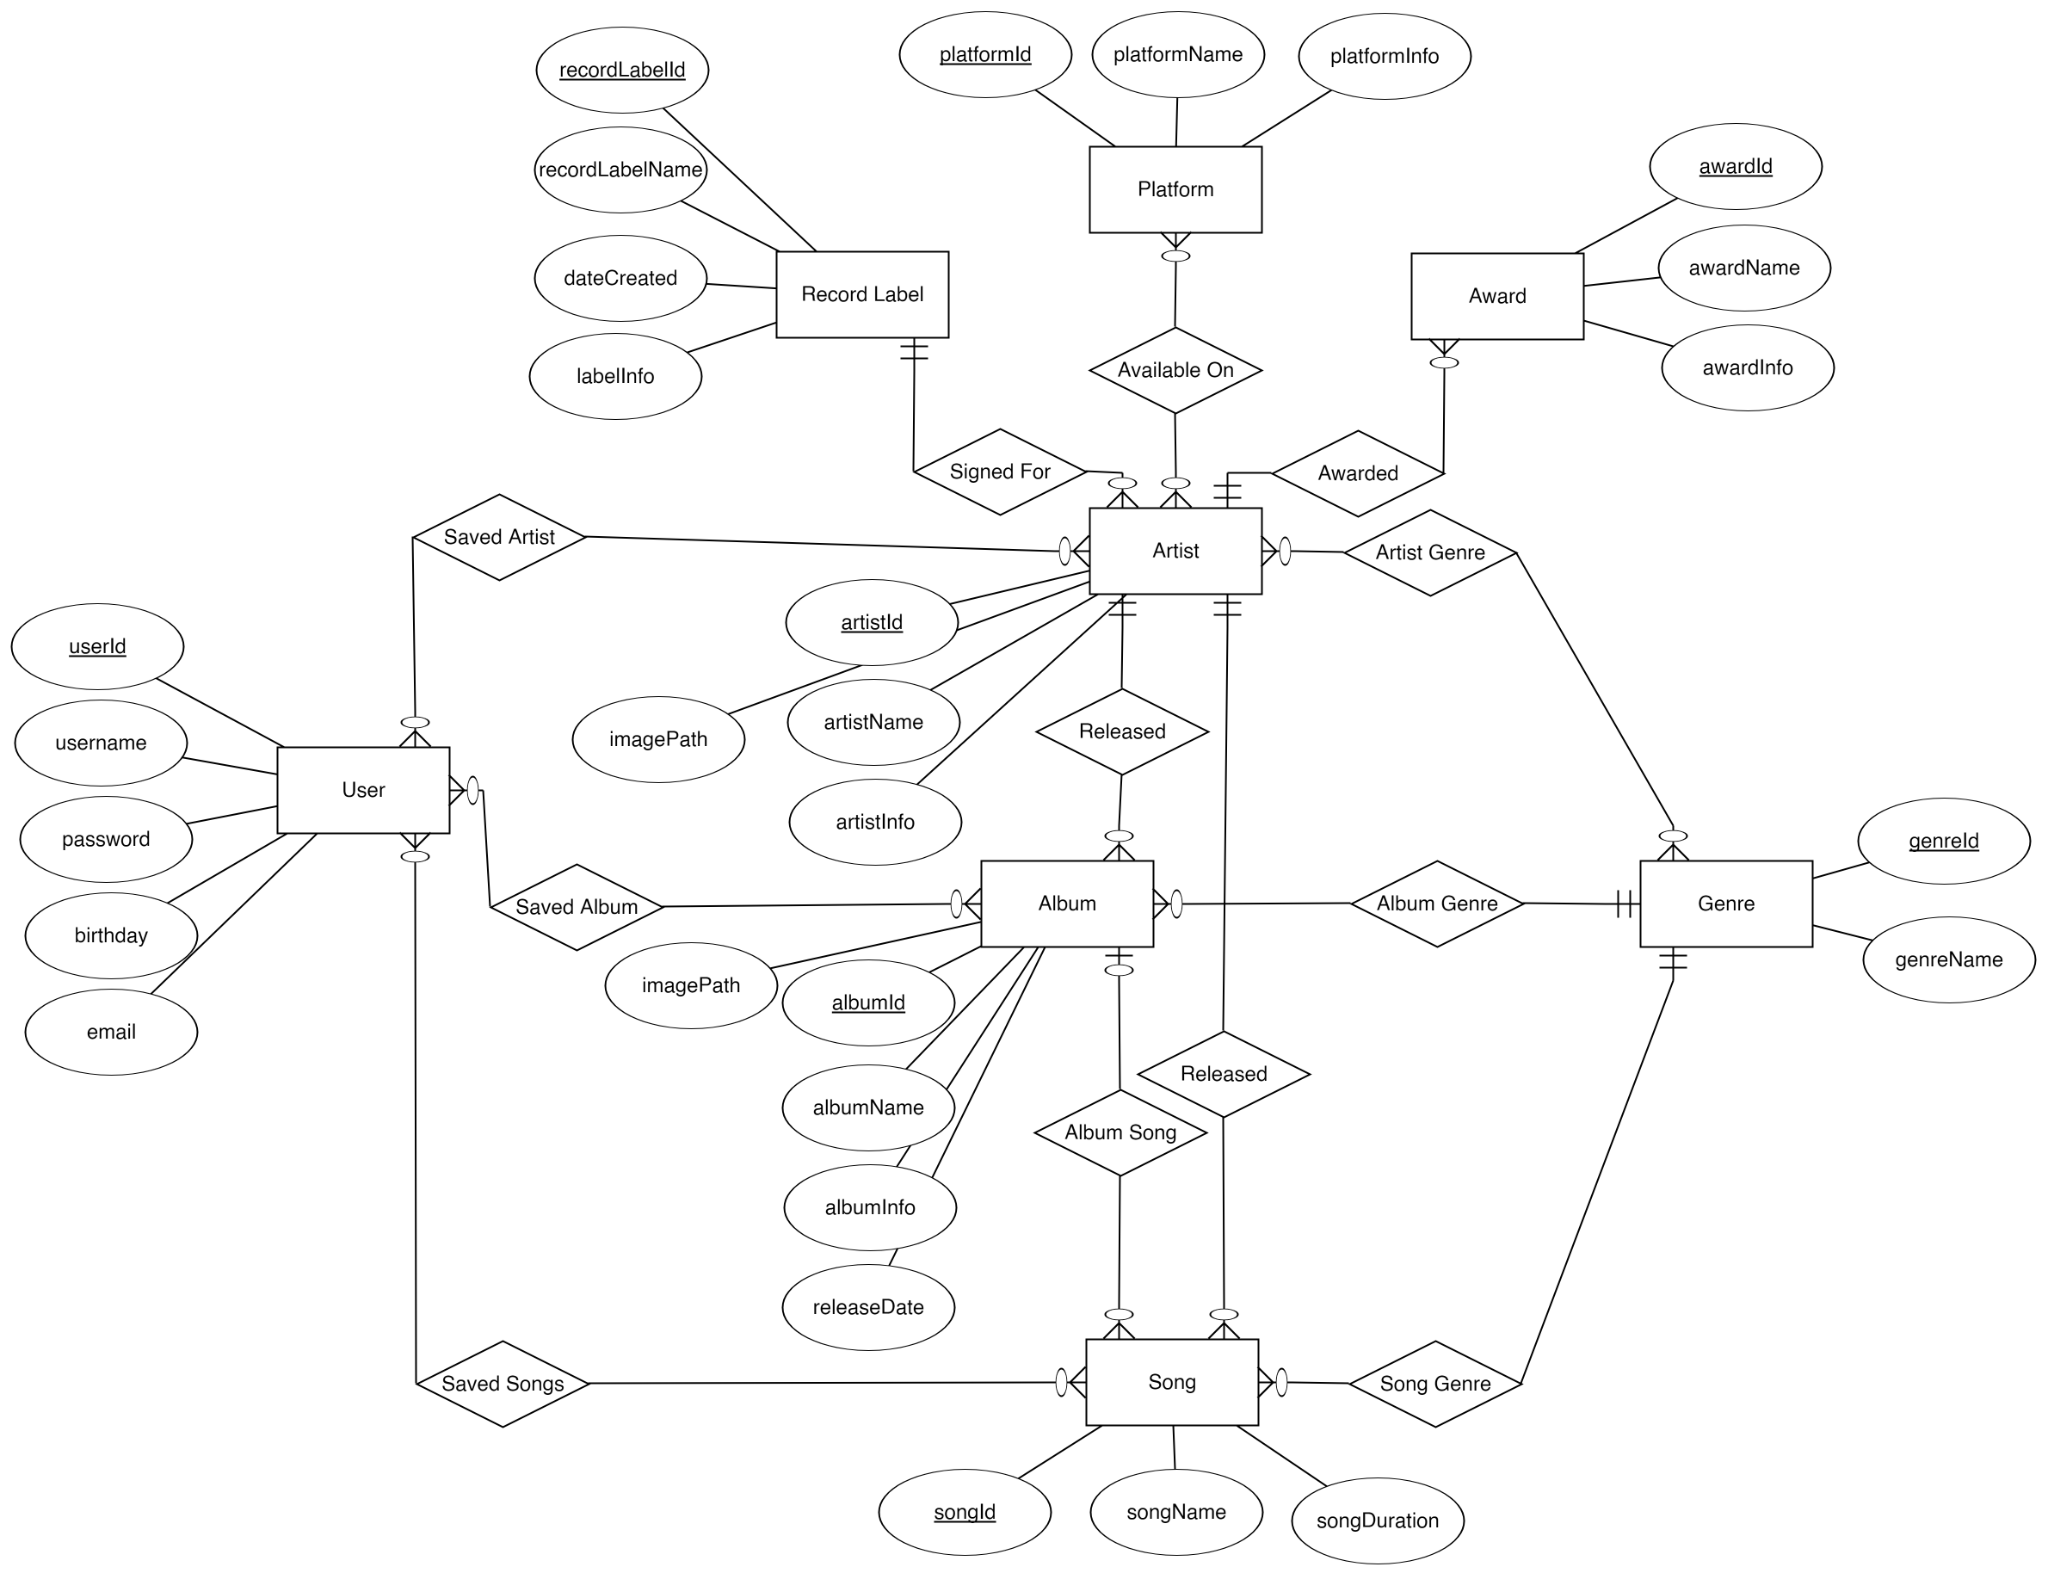 platformId
platformName
platformInfo
recordLabelId
recordLabelName
dateCreated
labelInfo
Record Label
Platform
awardId
awardName
awardInfo
Award
Available On
Signed For
Awarded
Saved Artist
Artist
Artist Genre
artistId
imagePath
artistName
artistInfo
Released
userId
username
password
birthday
email
User
Saved Album
Album
Album Genre
Genre
genreId
genreName
imagePath
albumId
albumName
albumInfo
releaseDate
Released
Album Song
Saved Songs
Song
Song Genre
songId
songName
songDuration